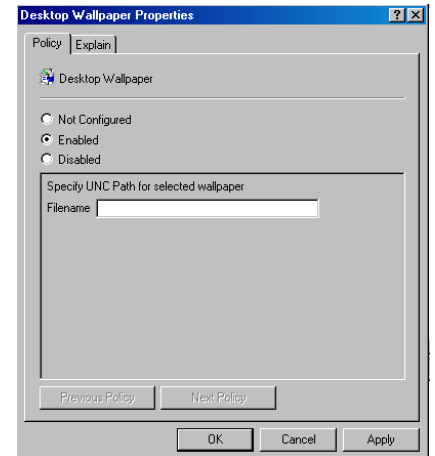 Desktop Wallpaper Properties
Policy Explain
Desktop Wallpaper
Not Configured
Enabled
Disabled
Specify UNC Path for selected wallpaper
Filename
Previous Policy Next Policy
OK Cancel Apply